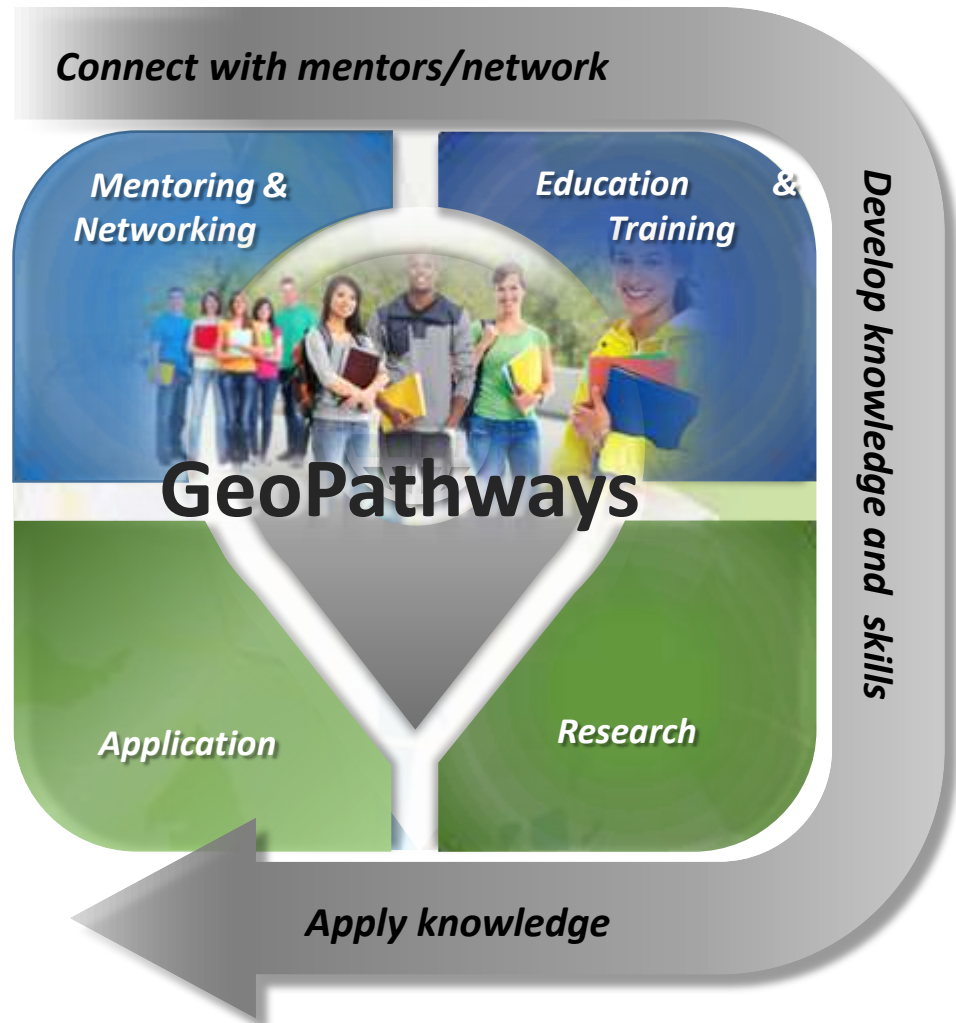 Connect with mentors/network
Mentoring &
Networking
Education &
Training
Develop knowledge and skills
GeoPathways
Application
Research
Apply knowledge